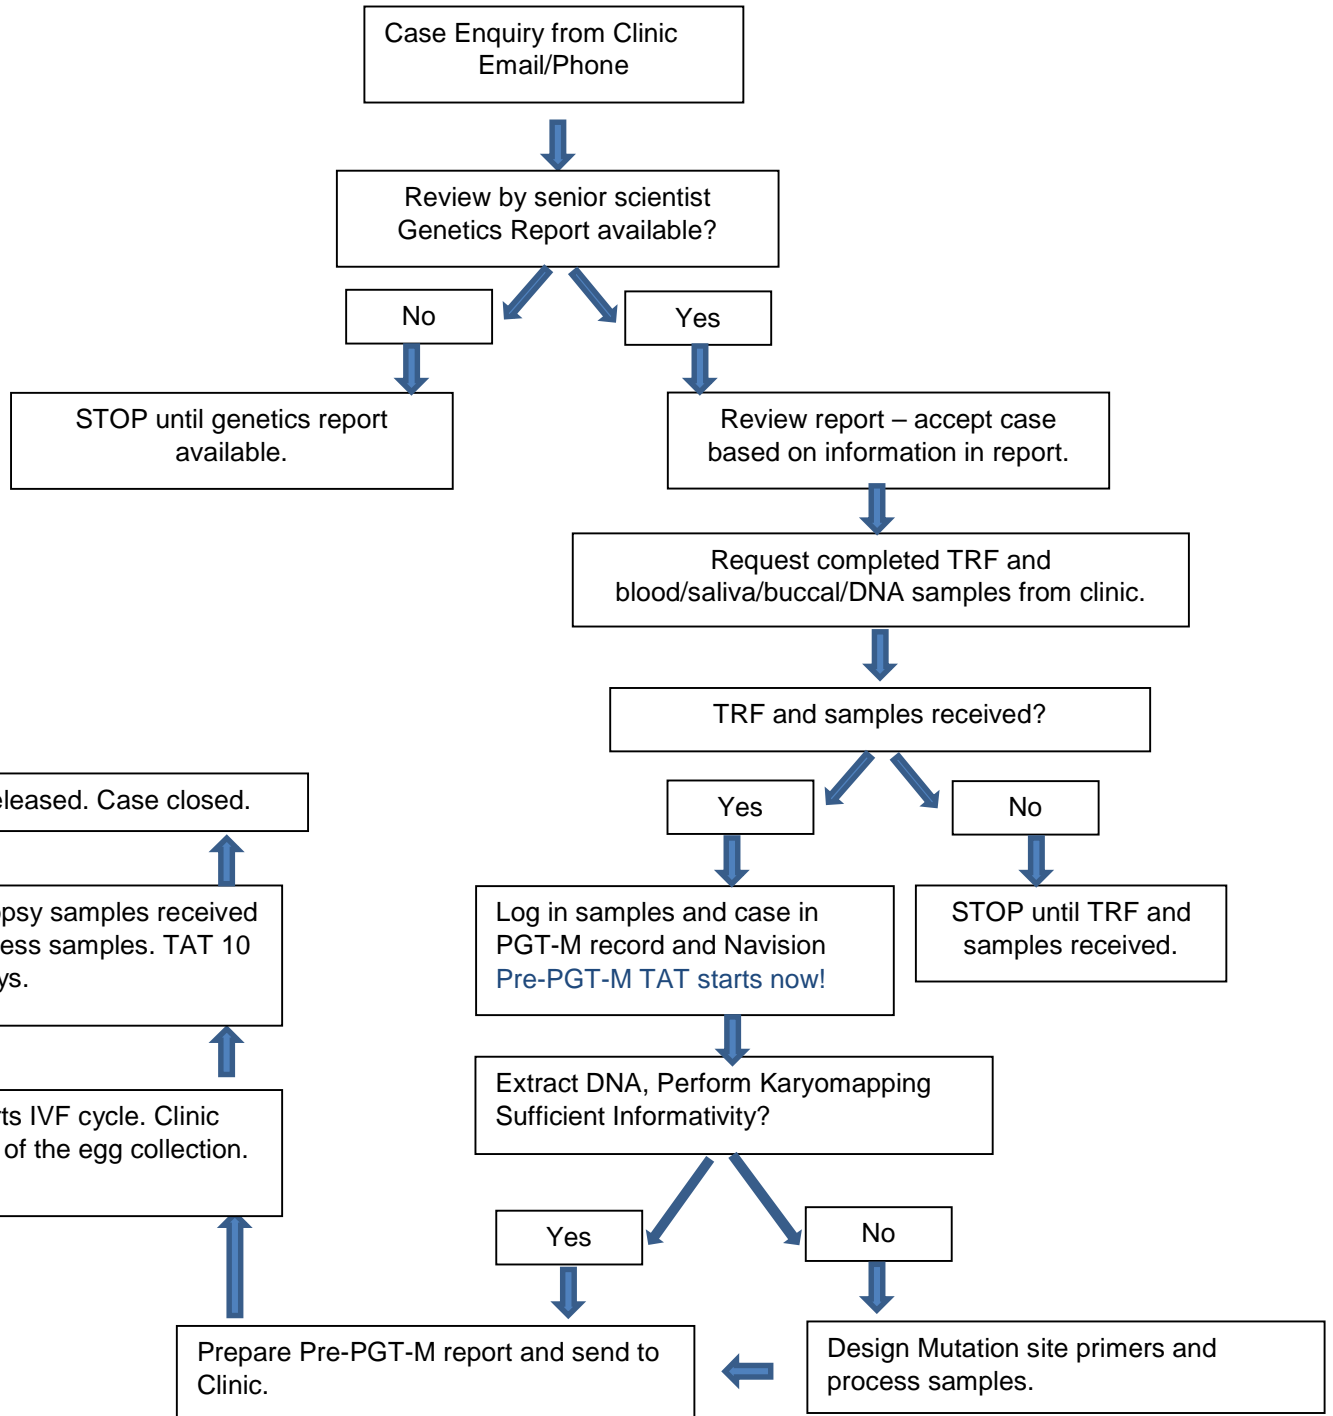 Case Enquiry from Clinic
Email/Phone
Review by senior scientist
Genetics Report available?
No
Yes
STOP until genetics report
available.
Review report – accept case
based on information in report.
Request completed TRF and
blood/saliva/buccal/DNA samples from clinic.
TRF and samples received?
Yes
No
Log in samples and case in
PGT-M record and Navision
Pre-PGT-M TAT starts now!
STOP until TRF and
samples received.
Extract DNA, Perform Karyomapping
Sufficient Informativity?
Yes
No
Design Mutation site primers and
process samples.
Prepare Pre-PGT-M report and send to
Clinic.
IVF cycle. Clinic
of the egg collection.
samples received
samples. TAT 10
Case closed.